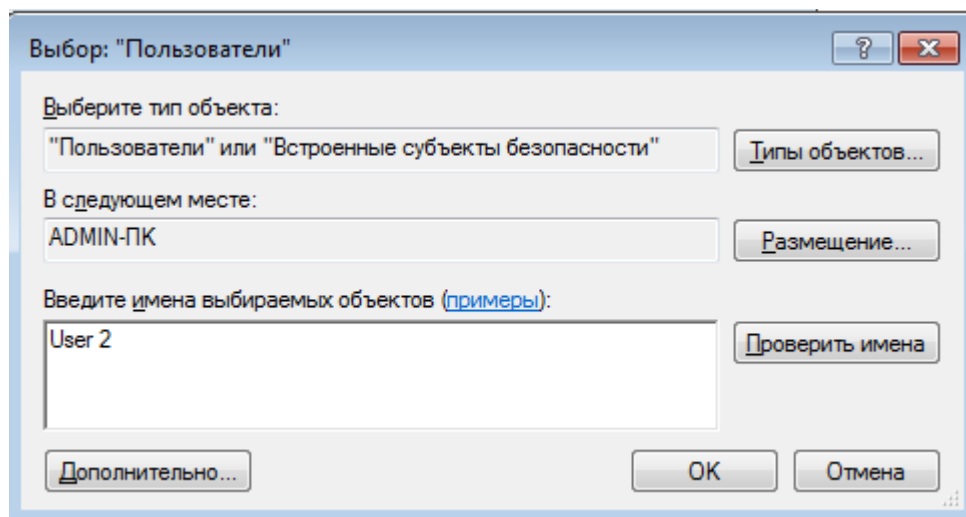 Выбор: "Пользователи"
Выберите тип объекта:
"Пользователи" или "Встроенные субъекты безопасности"
Типы объектов...
В следующем месте:
ADMIN-ПК
Размещение...
Введите имена выбираемых объектов (примеры):
User 2
Проверить имена
Дополнительно...
ОК
Отмена